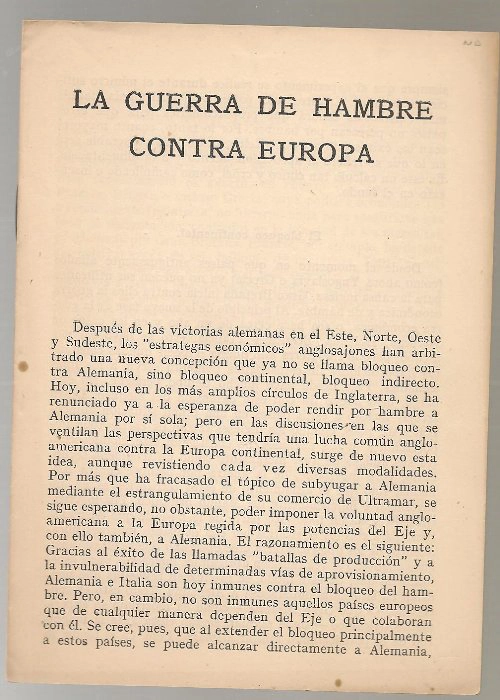 LA GUERRA DE HAMBRE
CONTRA EUROPA
Después de las victorias alemanas en el Este, Norte, Oeste
y Sudeste, los "estrategas económicos" anglosajones han arbi-
trado una nueva concepción que ya no se llama bloqueo con-
tra Alemania, sino bloqueo continental, bloqueo indirecto.
Hoy, incluso en los más amplios círculos de Inglaterra, se ha
renunciado ya a la esperanza de poder rendir por hambre a
Alemania por sí sola; pero en las discusiones en las que se
ventilan las perspectivas que tendría una lucha común anglo-
americana contra la Europa continental, surge de nuevo esta
idea, aunque revistiendo cada vez diversas modalidades.
Por más que ha fracasado el tópico de subyugar a Alemania
mediante el estrangulamiento de su comercio de Ultramar, se
sigue esperando, no obstante, poder imponer la voluntad anglo-
americana a la Europa regida por las potencias del Eje y,
con ello también, a Alemania. El razonamiento es el siguiente:
Gracias al éxito de las llamadas "batallas de producción" y a
la invulnerabilidad de determinadas vías de aprovisionamiento,
Alemania e Italia son hoy inmunes contra el bloqueo del ham-
bre. Pero, en cambio, no son inmunes aquellos países europeos
que de cualquier manera dependen del Eje o que colaboran
con él. Se cree, pues, que al extender el bloqueo principalmente
a estos países, se puede alcanzar directamente a Alemania,